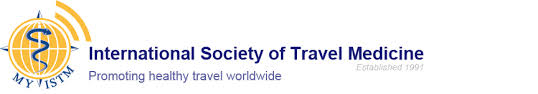 International Society of Travel Medicine
Established 1991
Promoting healthy travel worldwide
MY ISTM